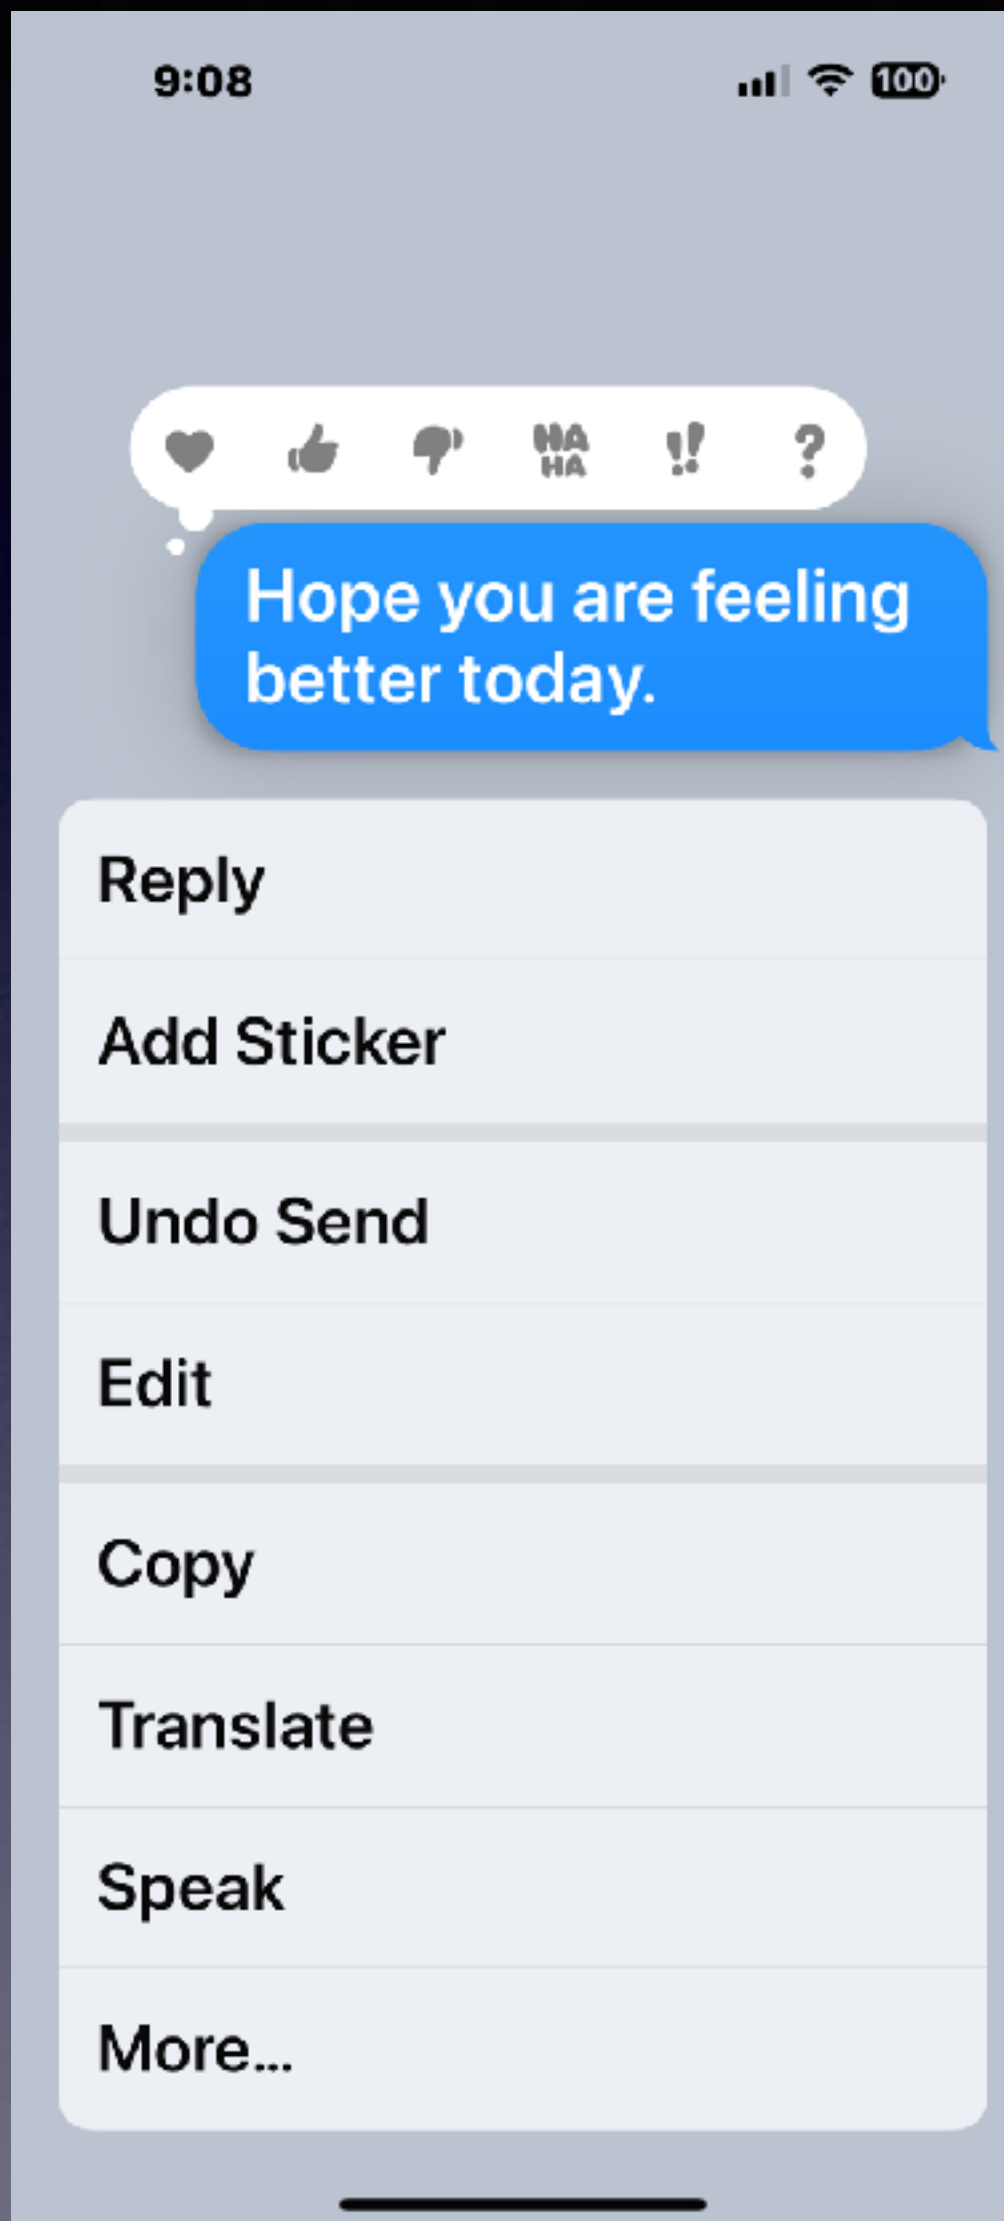 9:08
100
HA
HA
!!
?
Hope you are feeling
better today.
Reply
Add Sticker
Undo Send
Edit
Copy
Translate
Speak
More...